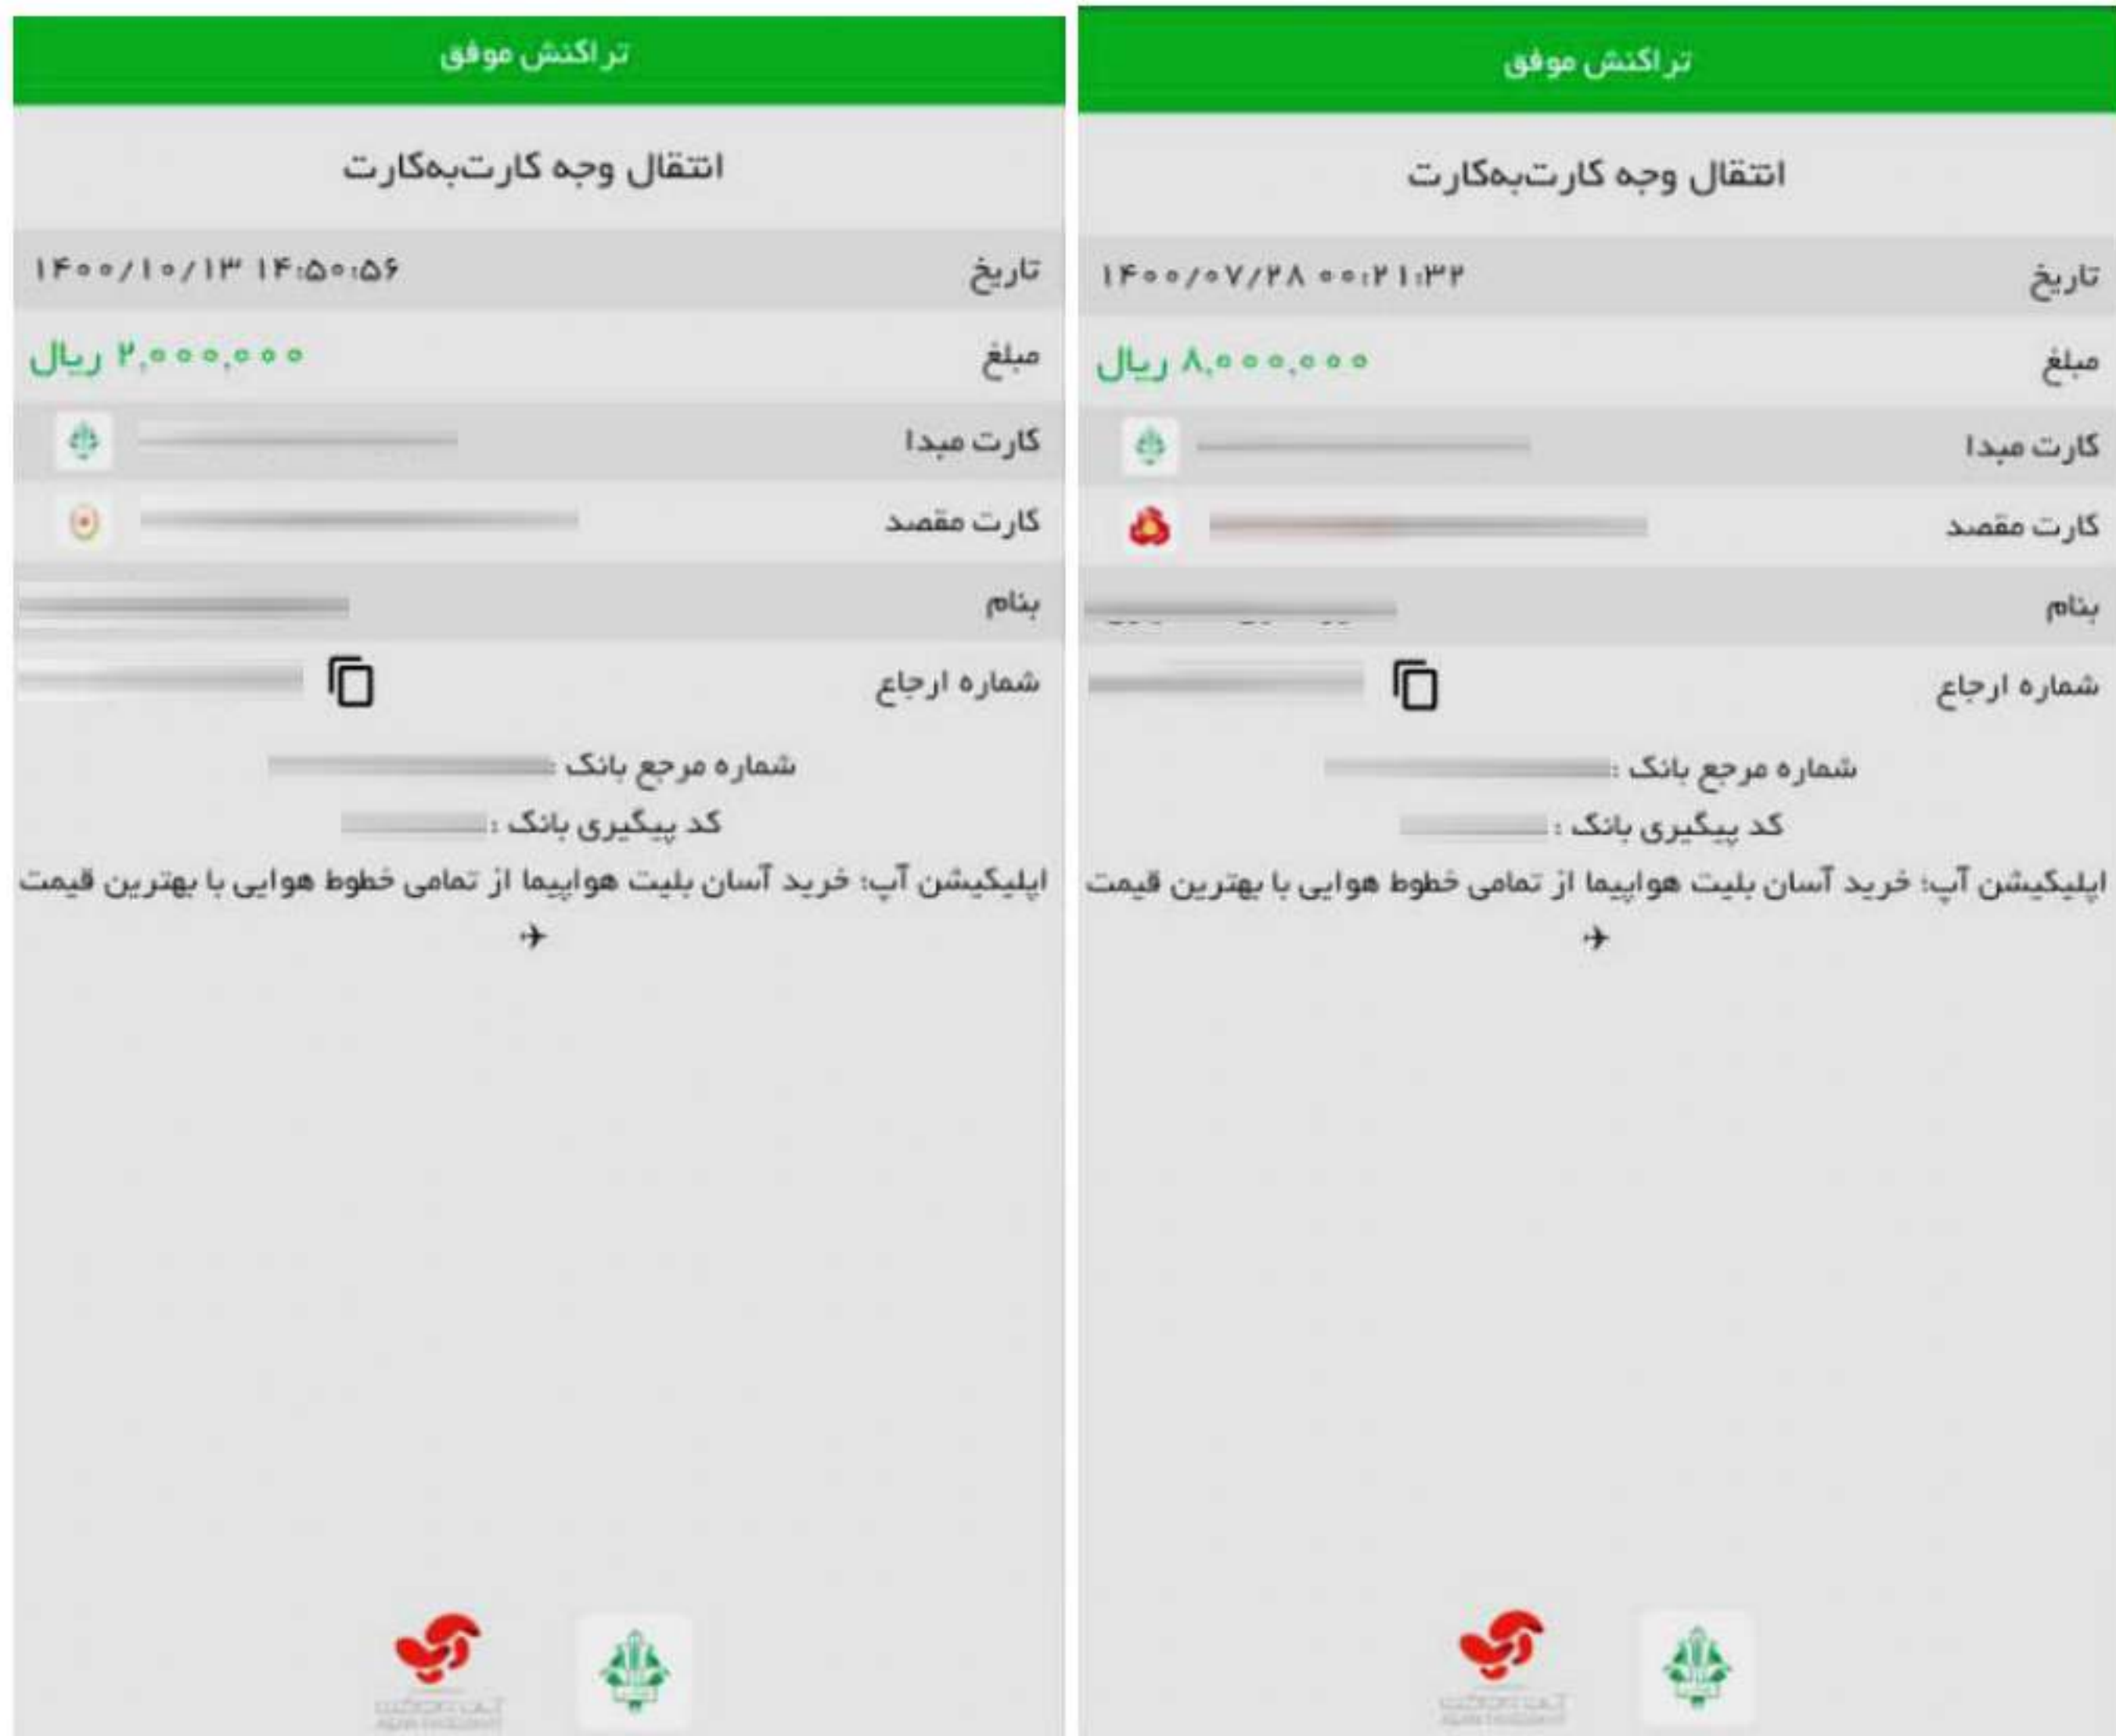 تراکنش موفق
انتقال وجه کارت‌به‌کارت
تاریخ ۱۴۰۰/۱۰/۱۳ ۱۴:۵۰:۵۶
مبلغ ۲,۰۰۰,۰۰۰ ریال
کارت مبدا
کارت مقصد
بنام
شماره ارجاع
شماره مرجع بانک :
کد پیگیری بانک :
اپلیکیشن آپ؛ خرید آسان بلیت هواپیما از تمامی خطوط هوایی با بهترین قیمت
✈
تراکنش موفق
انتقال وجه کارت‌به‌کارت
تاریخ ۱۴۰۰/۰۷/۲۸ ۰۰:۲۱:۳۲
مبلغ ۸,۰۰۰,۰۰۰ ریال
کارت مبدا
کارت مقصد
بنام
شماره ارجاع
شماره مرجع بانک :
کد پیگیری بانک :
اپلیکیشن آپ؛ خرید آسان بلیت هواپیما از تمامی خطوط هوایی با بهترین قیمت
✈